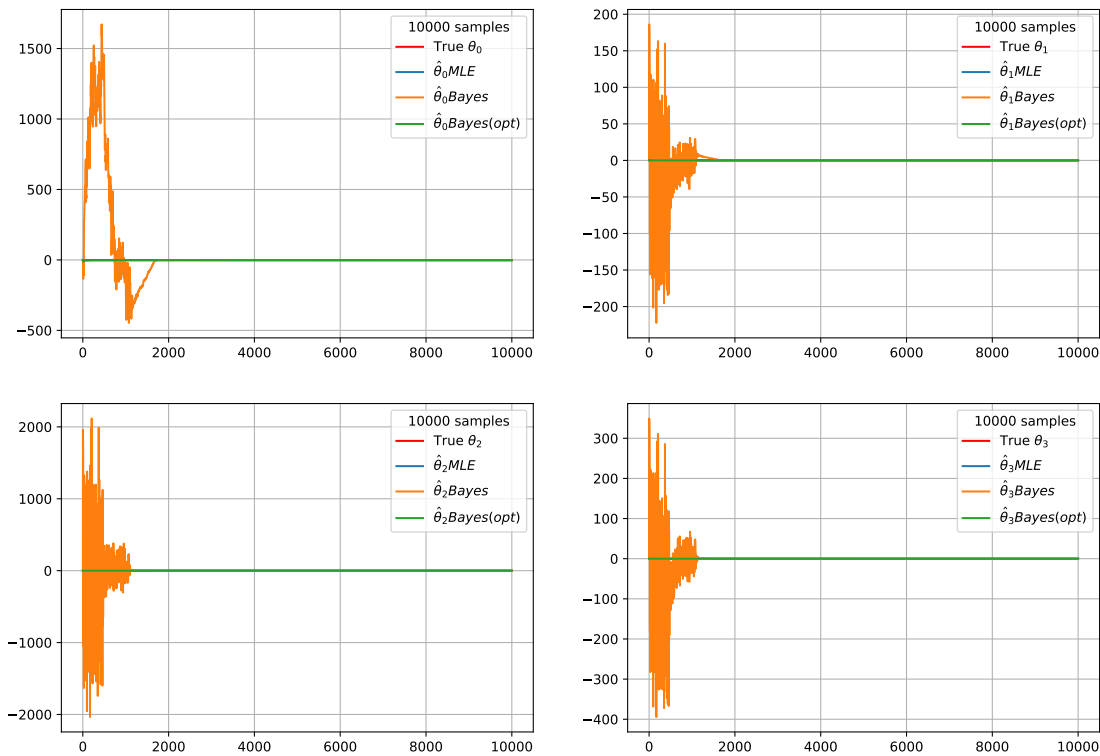 10000 samples
True θ₀
θ̂₀MLE
θ̂₀Bayes
θ̂₀Bayes(opt)
1500
1000
500
0
−500
0 2000 4000 6000 8000 10000
10000 samples
True θ₁
θ̂₁MLE
θ̂₁Bayes
θ̂₁Bayes(opt)
200
150
100
50
0
−50
−100
−150
−200
0 2000 4000 6000 8000 10000
10000 samples
True θ₂
θ̂₂MLE
θ̂₂Bayes
θ̂₂Bayes(opt)
2000
1000
0
−1000
−2000
0 2000 4000 6000 8000 10000
10000 samples
True θ₃
θ̂₃MLE
θ̂₃Bayes
θ̂₃Bayes(opt)
300
200
100
0
−100
−200
−300
−400
0 2000 4000 6000 8000 10000